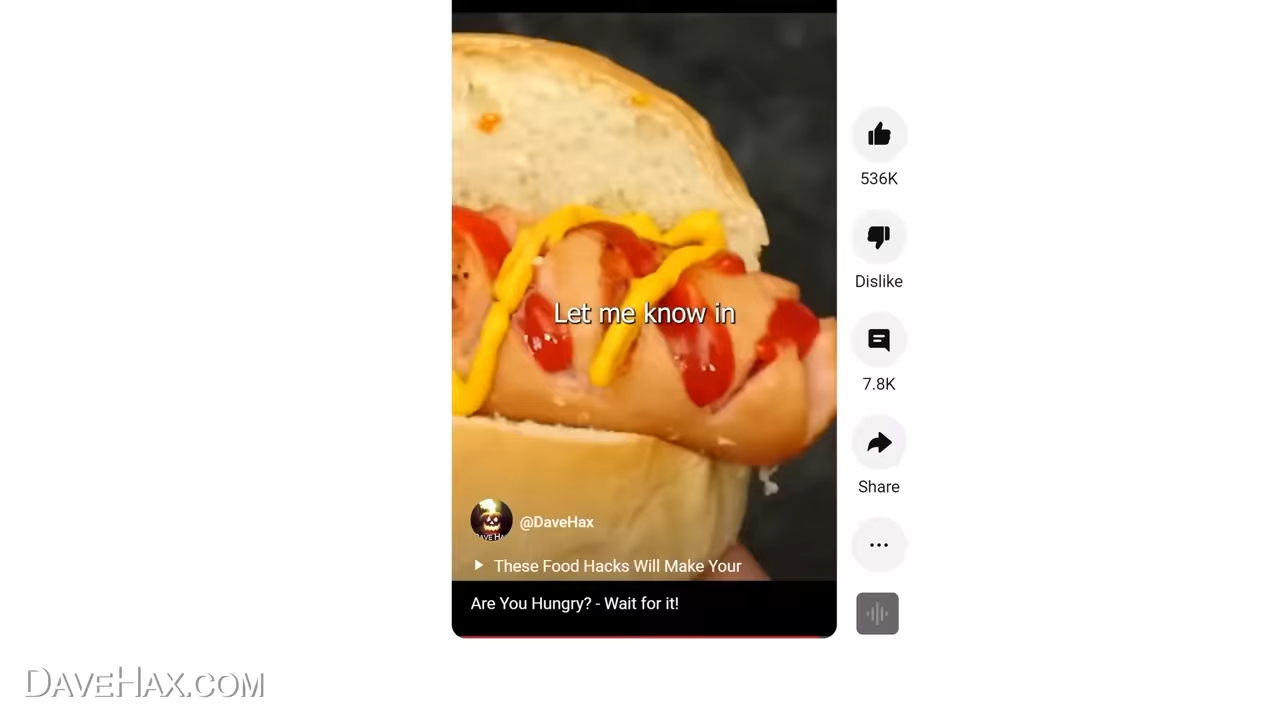 536K
Dislike
Let me know in
7.8K
Share
@DaveHax
These Food Hacks Will Make Your
Are You Hungry? - Wait for it!
DAVEHAX.COM